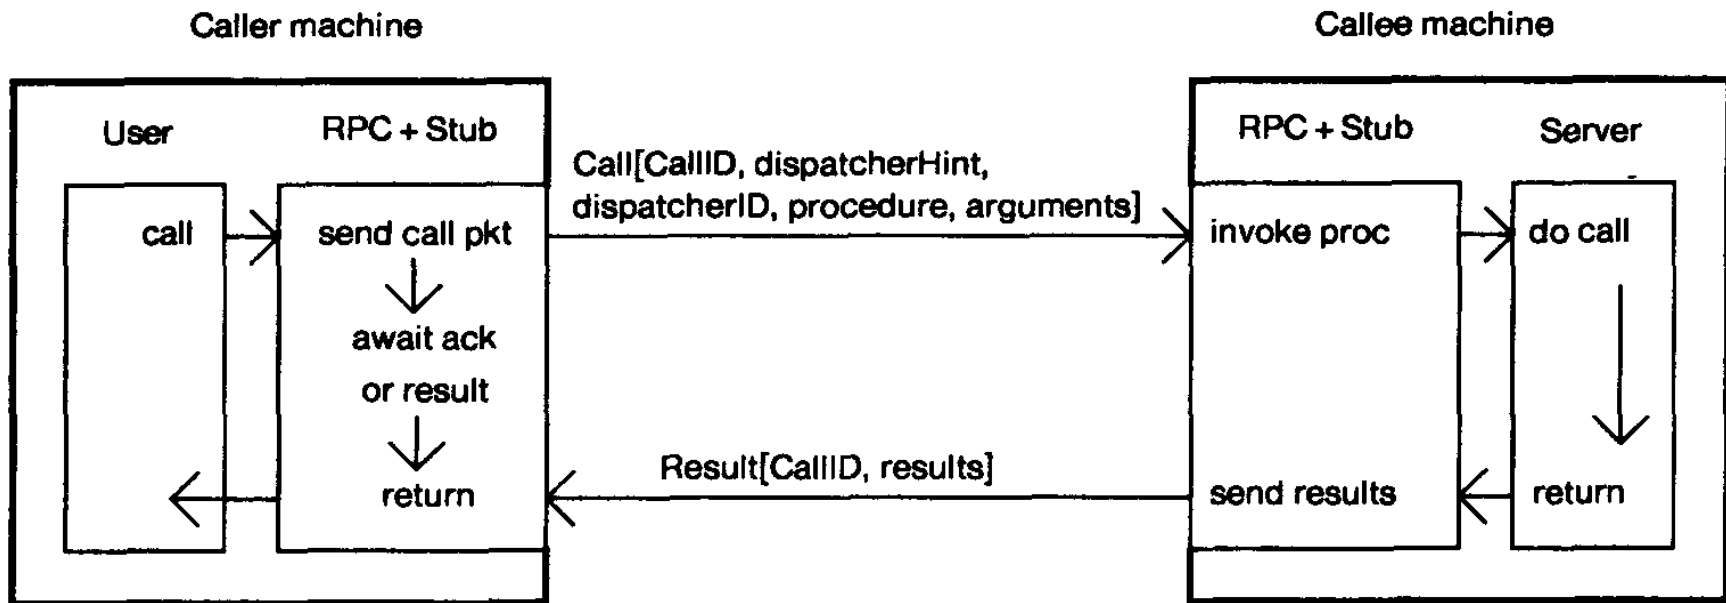 Caller machine
Callee machine
User
RPC + Stub
RPC + Stub
Server
Call[CallID, dispatcherHint,
dispatcherID, procedure, arguments]
call
send call pkt
invoke proc
do call
await ack
or result
Result[CallID, results]
return
send results
return